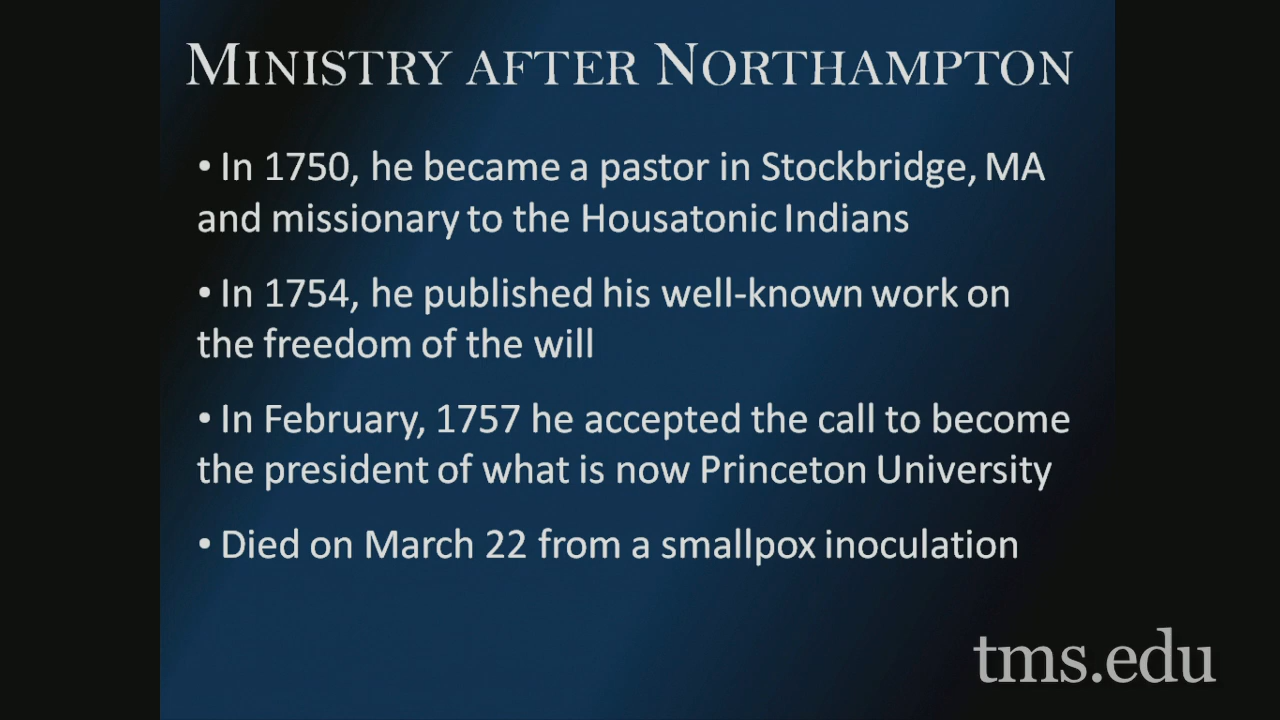 MINISTRY AFTER NORTHAMPTON
• In 1750, he became a pastor in Stockbridge, MA
and missionary to the Housatonic Indians
• In 1754, he published his well-known work on
the freedom of the will
• In February, 1757 he accepted the call to become
the president of what is now Princeton University
• Died on March 22 from a smallpox inoculation
tms.edu